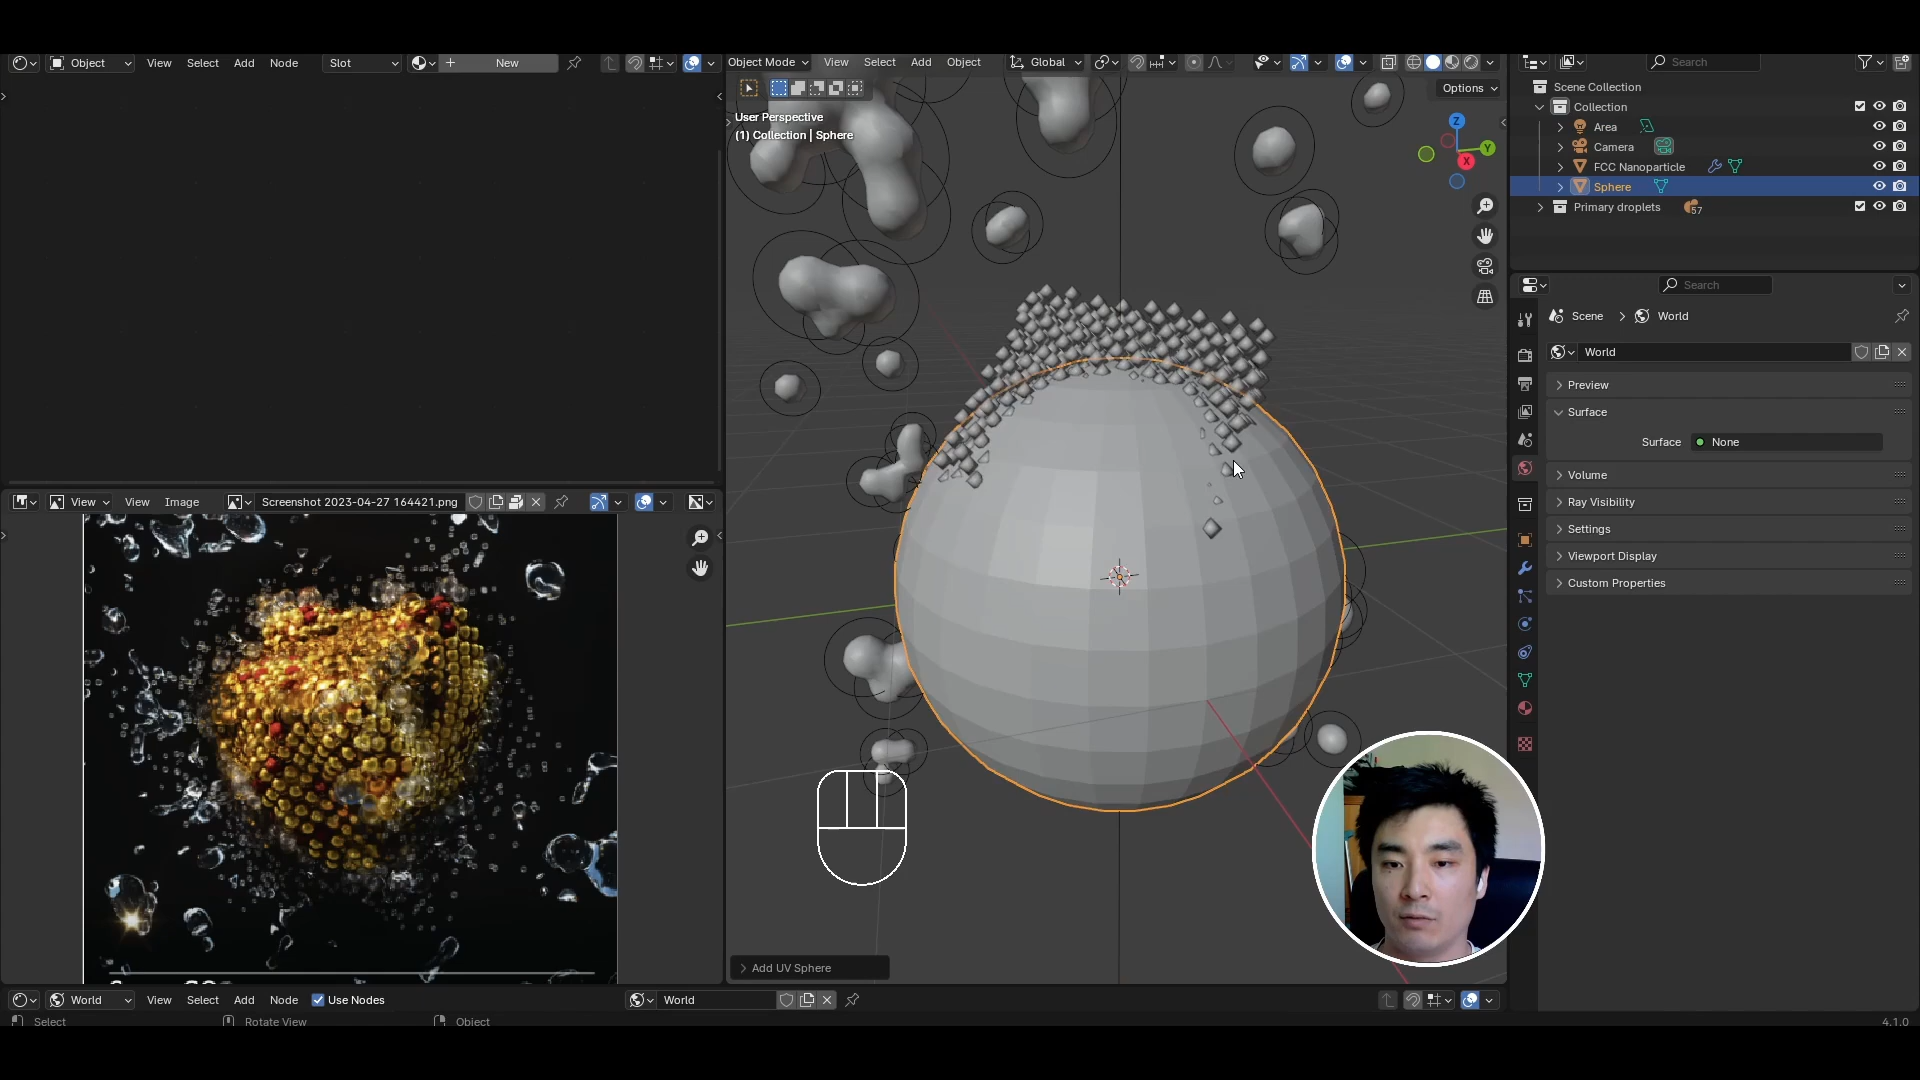 Object View Select Add Node Slot New
Object Mode View Select Add Object Global
Search
Options
User Perspective
(1) Collection | Sphere
Z
Y
X
Scene Collection
Collection
Area
Camera
FCC Nanoparticle
Sphere
Primary droplets 57
Search
Scene World
World
Preview
Surface
Surface None
Volume
Ray Visibility
Settings
Viewport Display
Custom Properties
View View Image Screenshot 2023-04-27 164421.png
Add UV Sphere
World View Select Add Node Use Nodes World
Select Rotate View Object 4.1.0